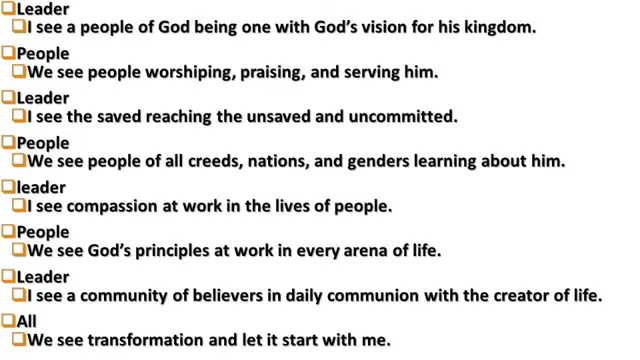 Leader
I see a people of God being one with God's vision for his kingdom.
People
We see people worshiping, praising, and serving him.
Leader
I see the saved reaching the unsaved and uncommitted.
People
We see people of all creeds, nations, and genders learning about him.
leader
I see compassion at work in the lives of people.
People
We see God's principles at work in every arena of life.
Leader
I see a community of believers in daily communion with the creator of life.
All
We see transformation and let it start with me.